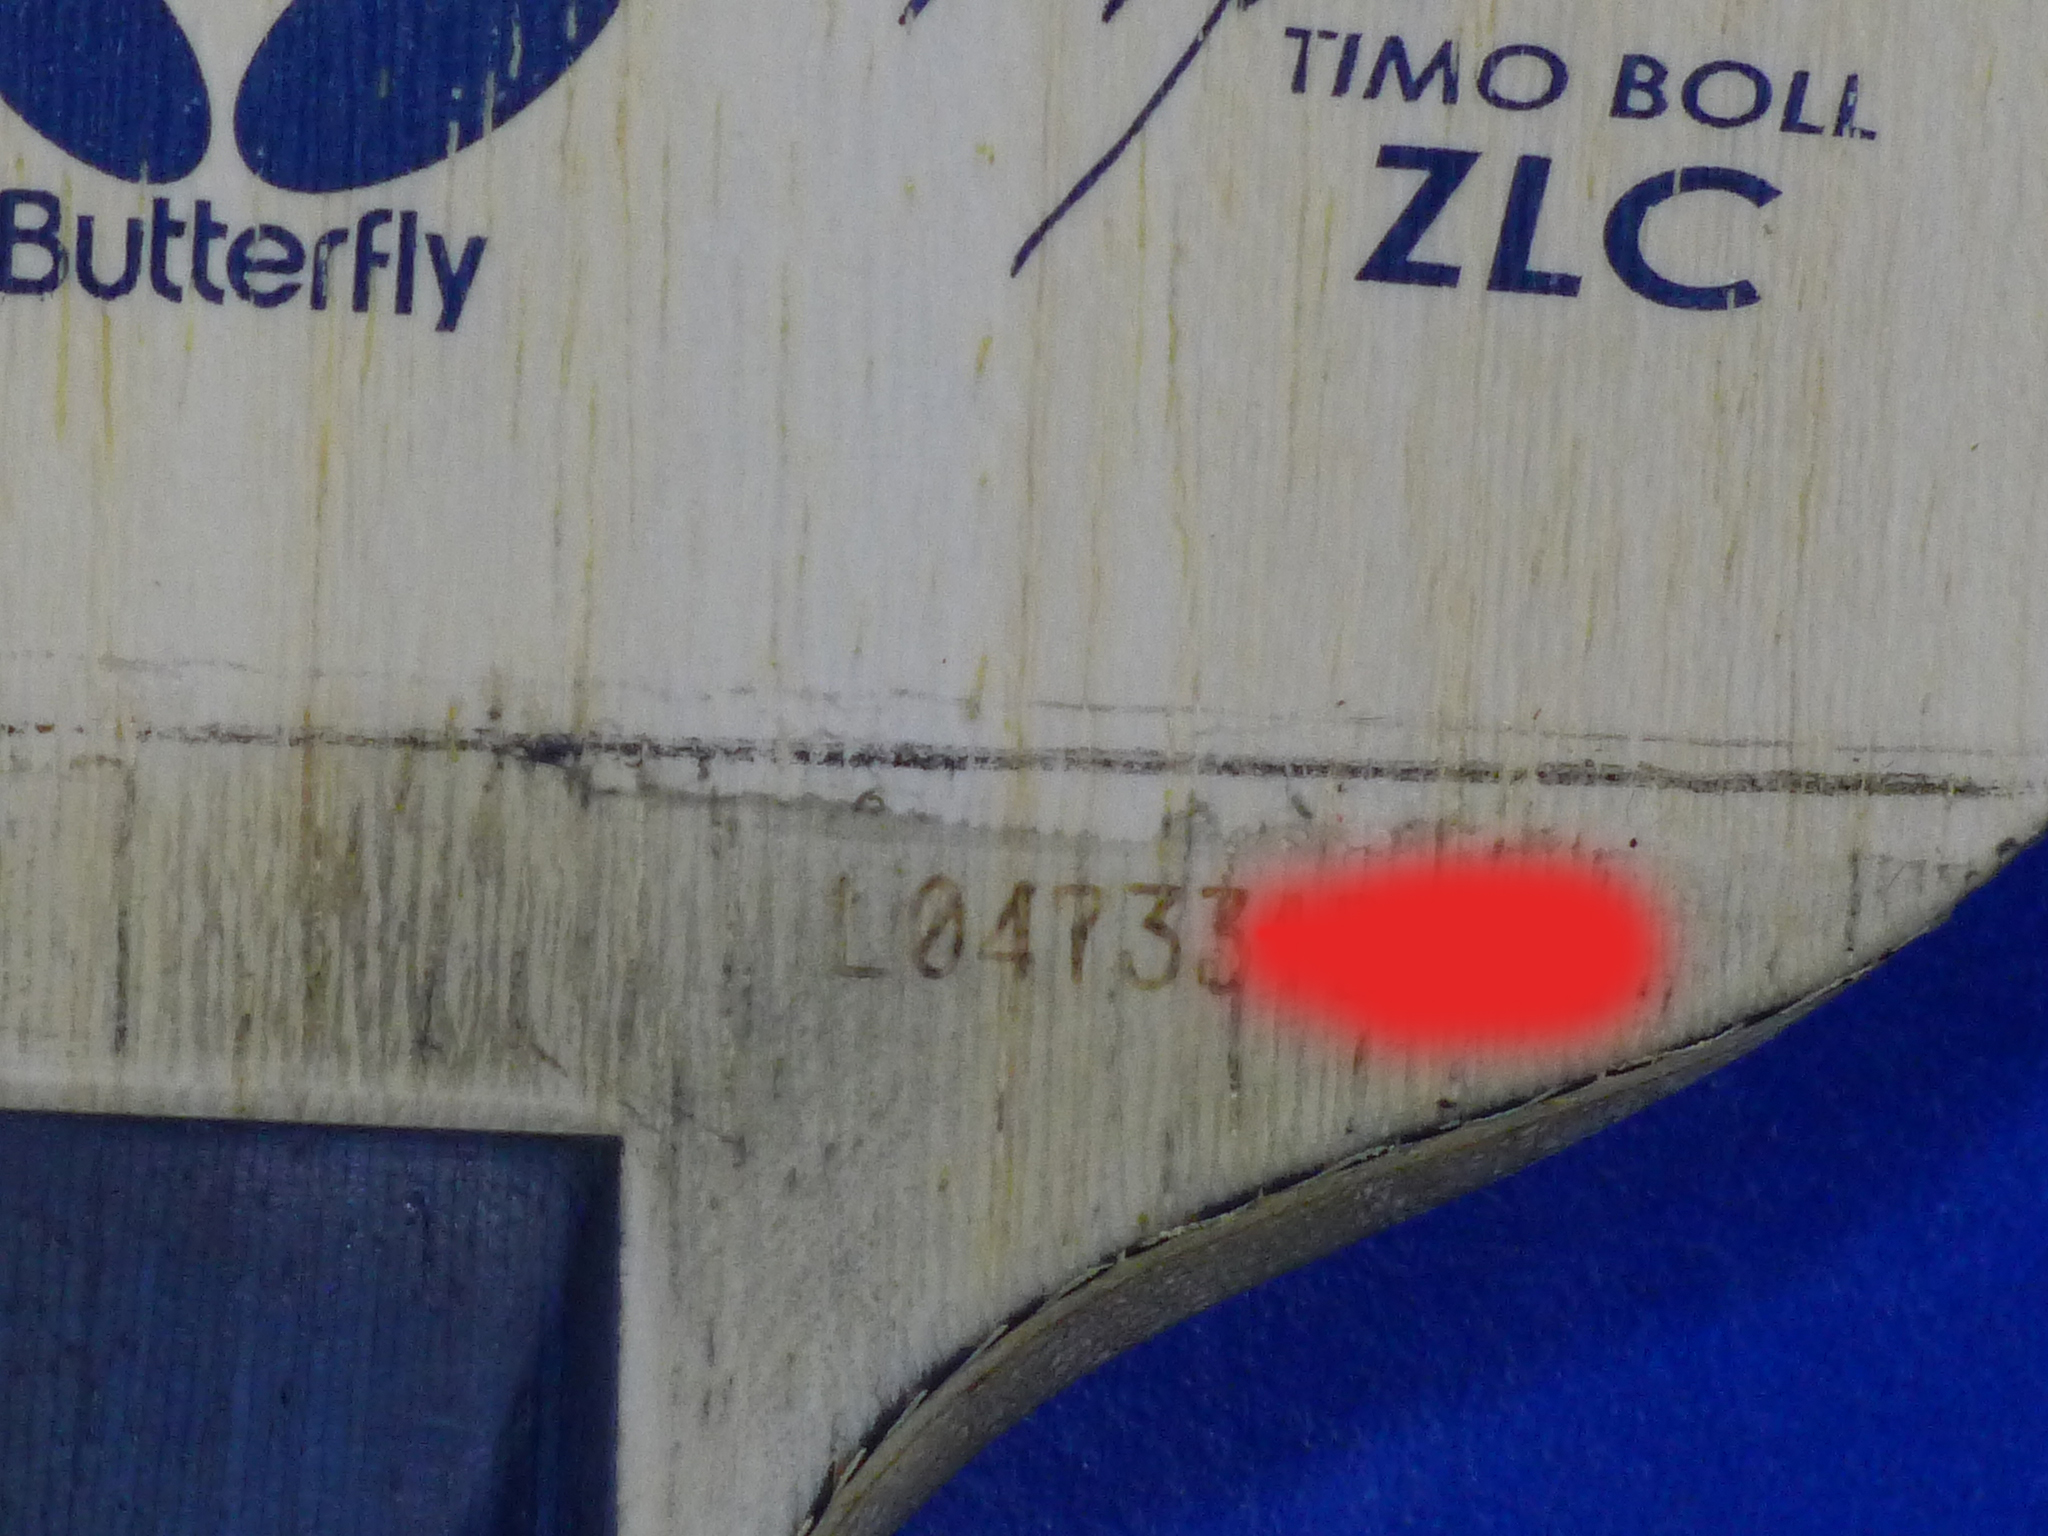 Butterfly
TIMO BOLL
ZLC
L04733